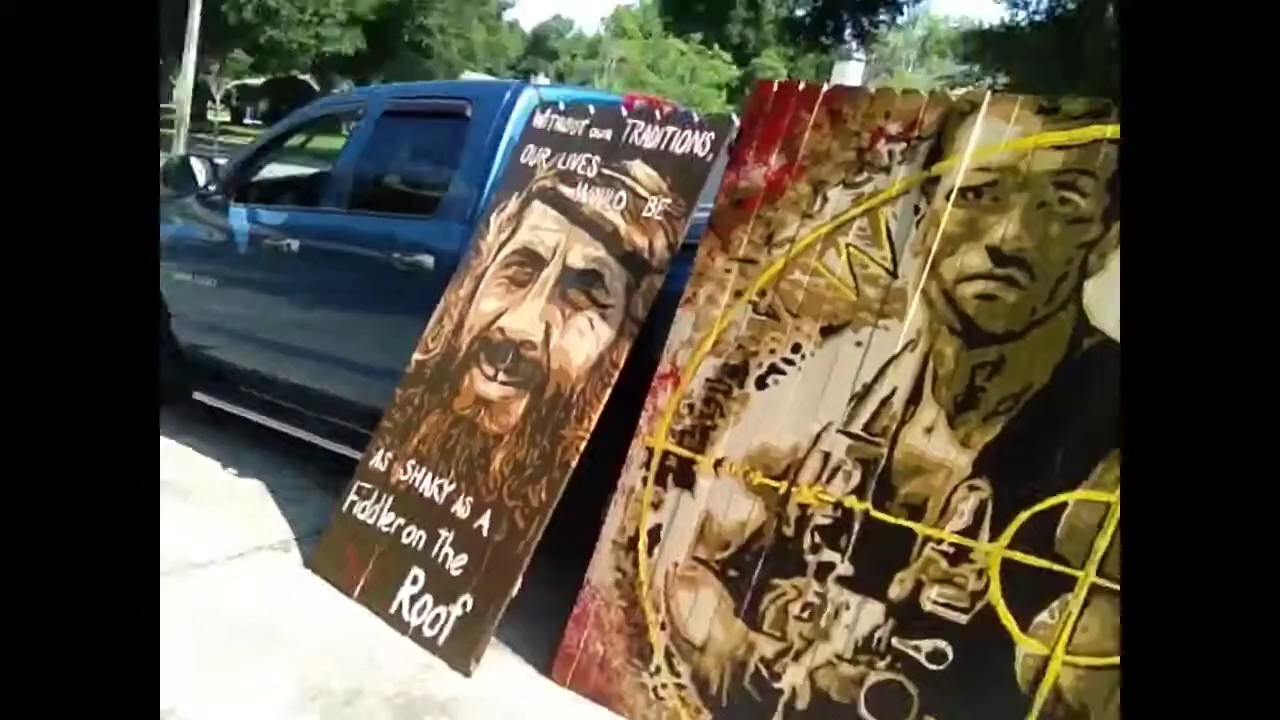 WITHOUT our TRADITIONS,
OUR LIVES
WOULD BE
AS SHAKY AS A
Fiddler on The
Roof